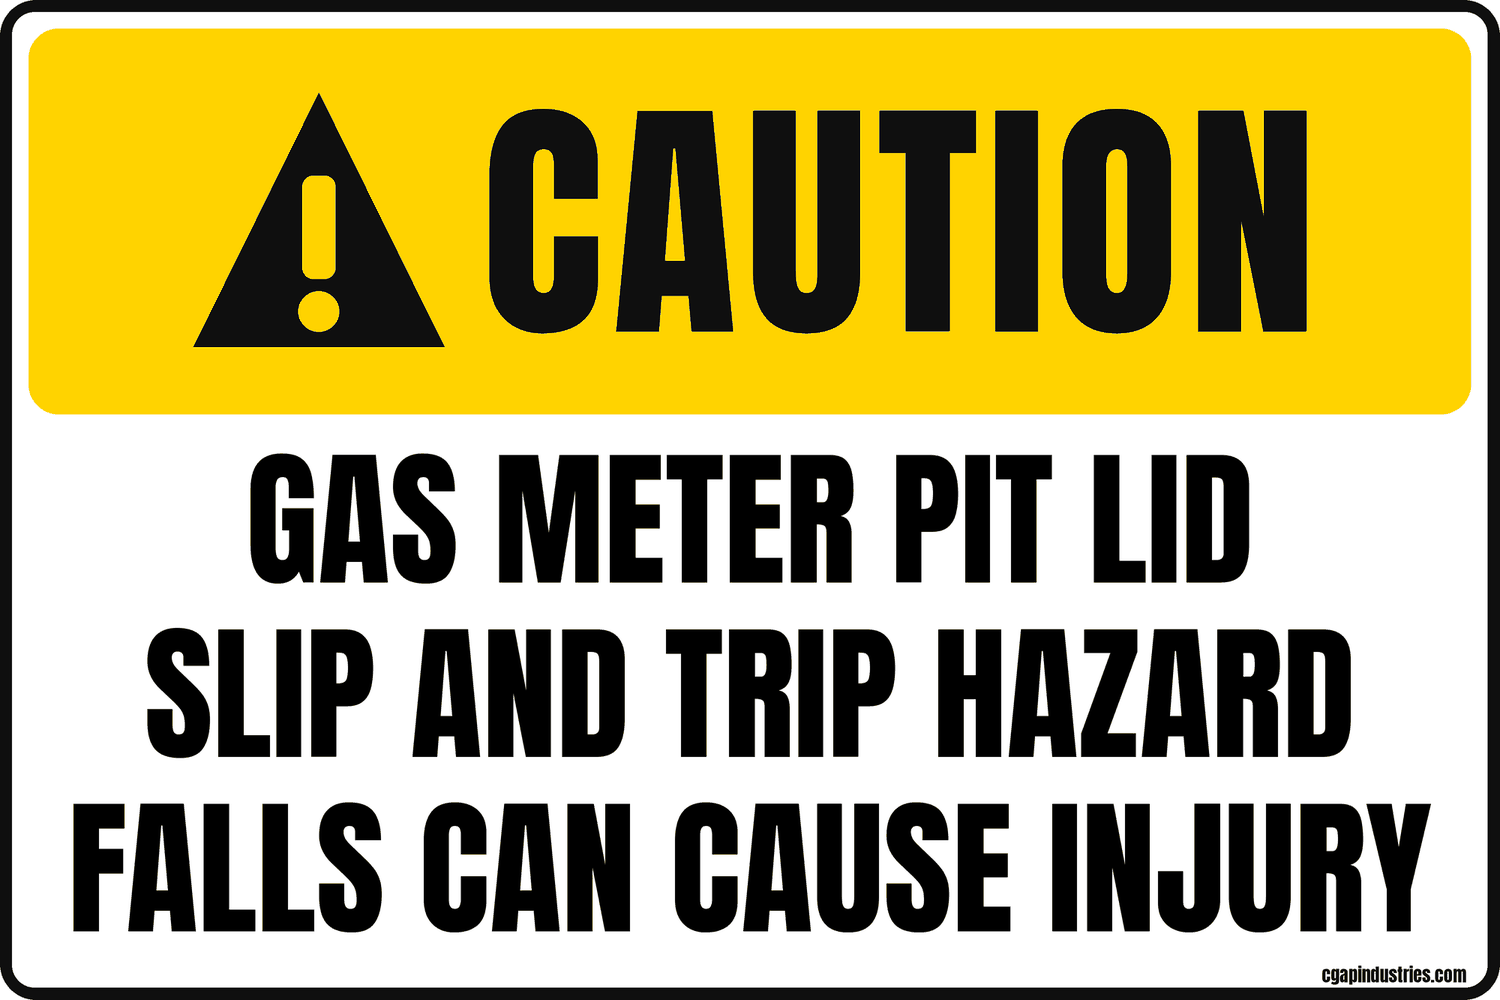 CAUTION
GAS METER PIT LID
SLIP AND TRIP HAZARD
FALLS CAN CAUSE INJURY
cgapindustries.com